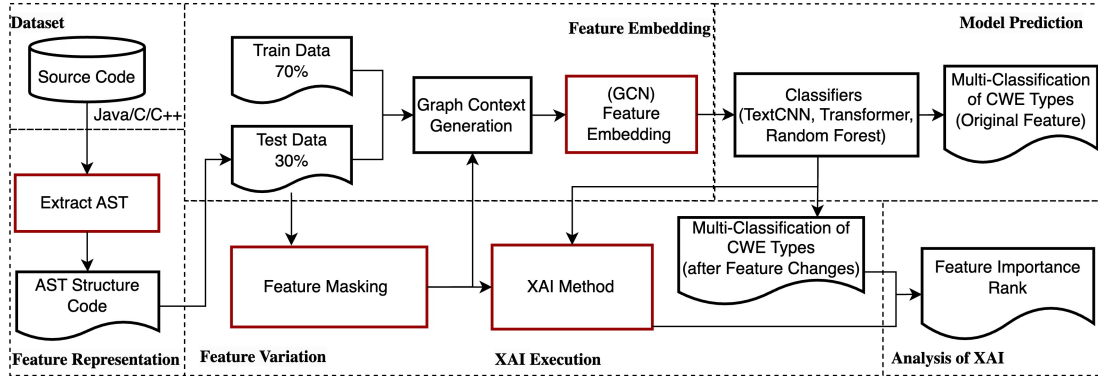 Dataset
Source Code
Java/C/C++
Extract AST
AST Structure
Code
Feature Representation
Train Data
70%
Test Data
30%
Graph Context
Generation
Feature Embedding
(GCN)
Feature
Embedding
Model Prediction
Classifiers
(TextCNN, Transformer,
Random Forest)
Multi-Classification
of CWE Types
(Original Feature)
Feature Masking
Feature Variation
XAI Method
XAI Execution
Multi-Classification of
CWE Types
(after Feature Changes)
Feature Importance
Rank
Analysis of XAI